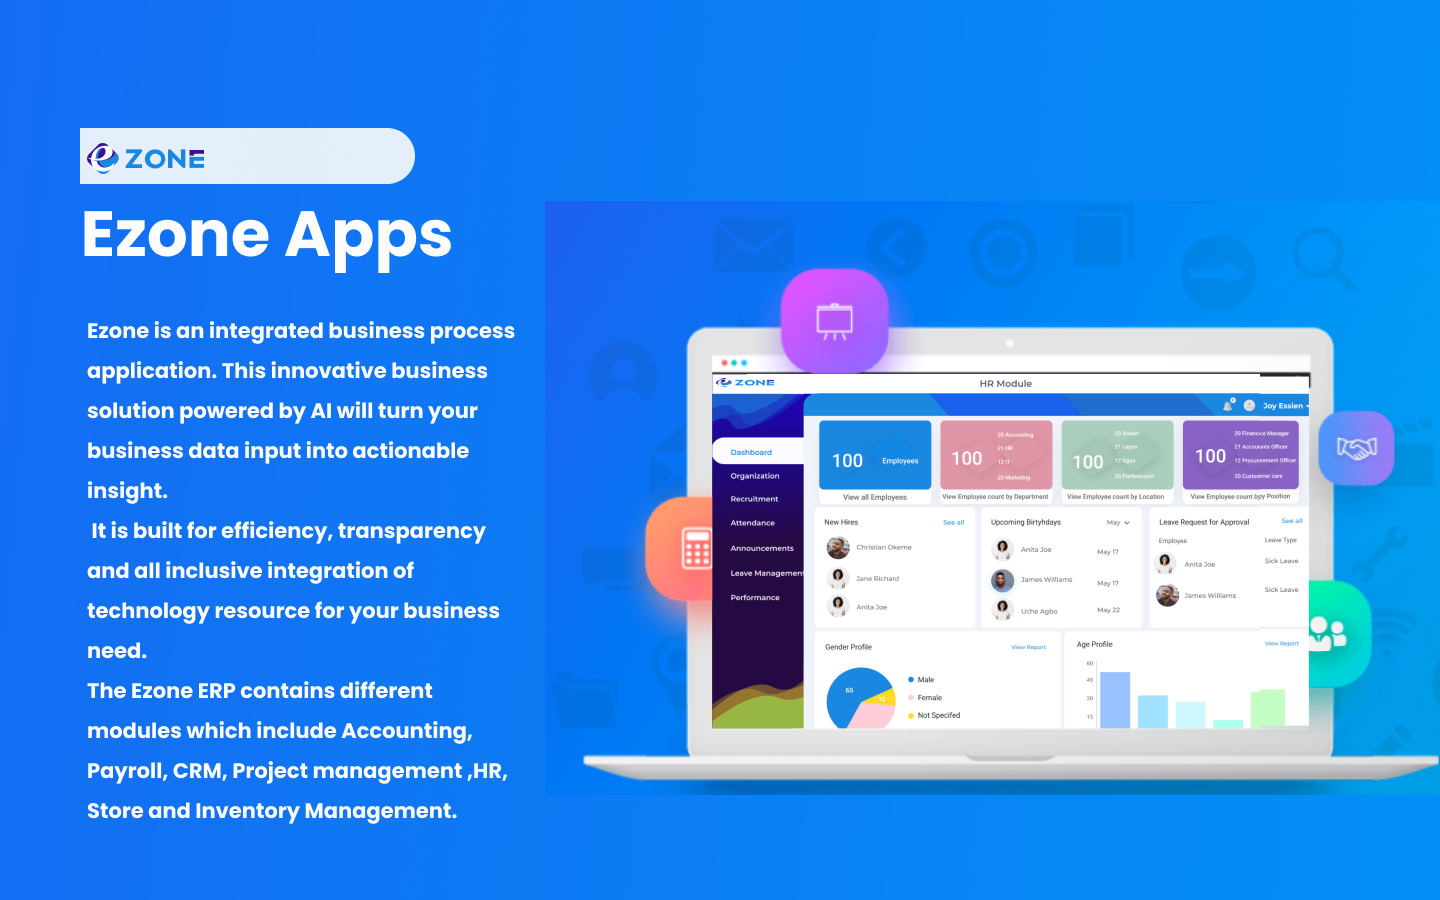 ZONE
Ezone Apps
Ezone is an integrated business process
application. This innovative business
solution powered by AI will turn your
business data input into actionable
insight.
It is built for efficiency, transparency
and all inclusive integration of
technology resource for your business
need.
The Ezone ERP contains different
modules which include Accounting,
Payroll, CRM, Project management ,HR,
Store and Inventory Management.
ZONE
HR Module
Joy Essien
Dashboard
Organization
Recruitment
Attendance
Announcements
Leave Management
Performance
100
Employees
View all Employees
100
20 Accounting
21 HR
12 IT
20 Marketing
View Employee count by Department
100
20 Ibadan
21 Lagos
12 Ogun
20 Portharcourt
View Employee count by Location
100
20 Finance Manager
21 Accounts Officer
12 Procurement Officer
20 Customer care
View Employee count bpy Position
New Hires
See all
Christian Okeme
Jane Richard
Anita Joe
Upcoming Birtyhdays
May
Anita Joe
May 17
James Williams
May 17
Uche Agbo
May 22
Leave Request for Approval
See all
Employee
Leave Type
Anita Joe
Sick Leave
James Williams
Sick Leave
Gender Profile
View Report
65
Male
Female
Not Specifed
Age Profile
View Report
60
45
30
15